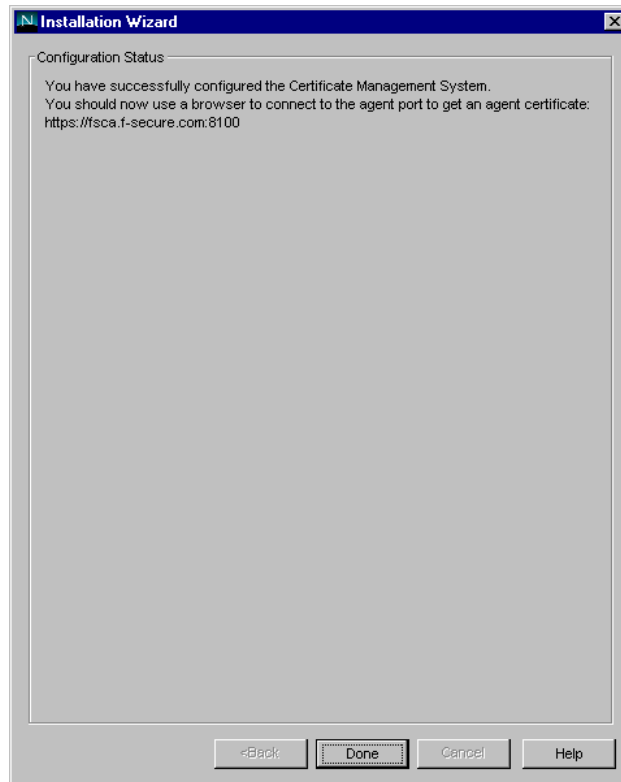 N Installation Wizard
Configuration Status
You have successfully configured the Certificate Management System.
You should now use a browser to connect to the agent port to get an agent certificate:
https://fsca.f-secure.com:8100
<Back Done Cancel Help